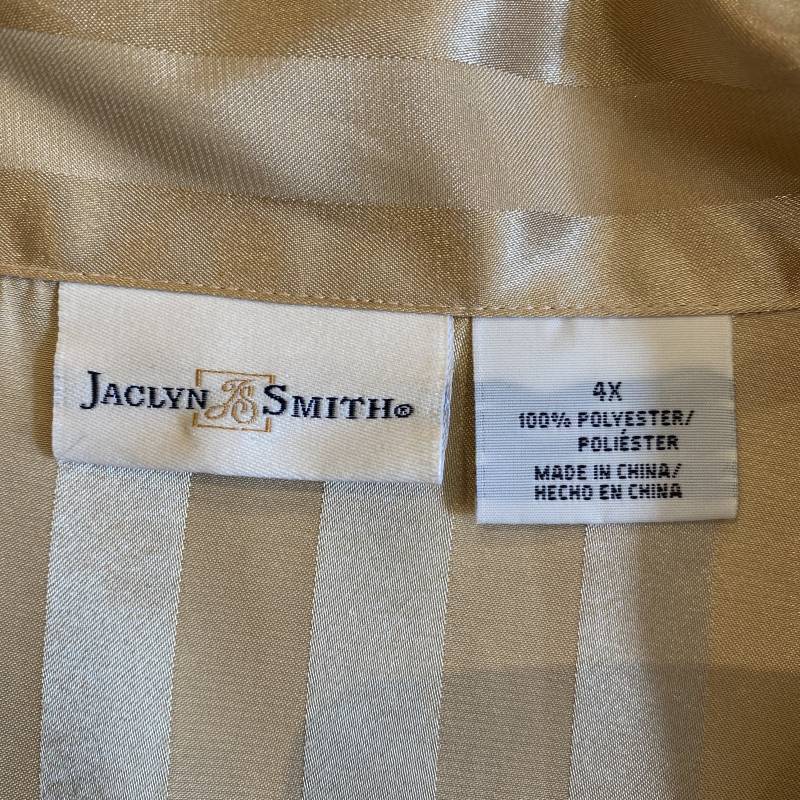 JACLYN JS SMITH®
4X
100% POLYESTER/
POLIÉSTER
MADE IN CHINA/
HECHO EN CHINA